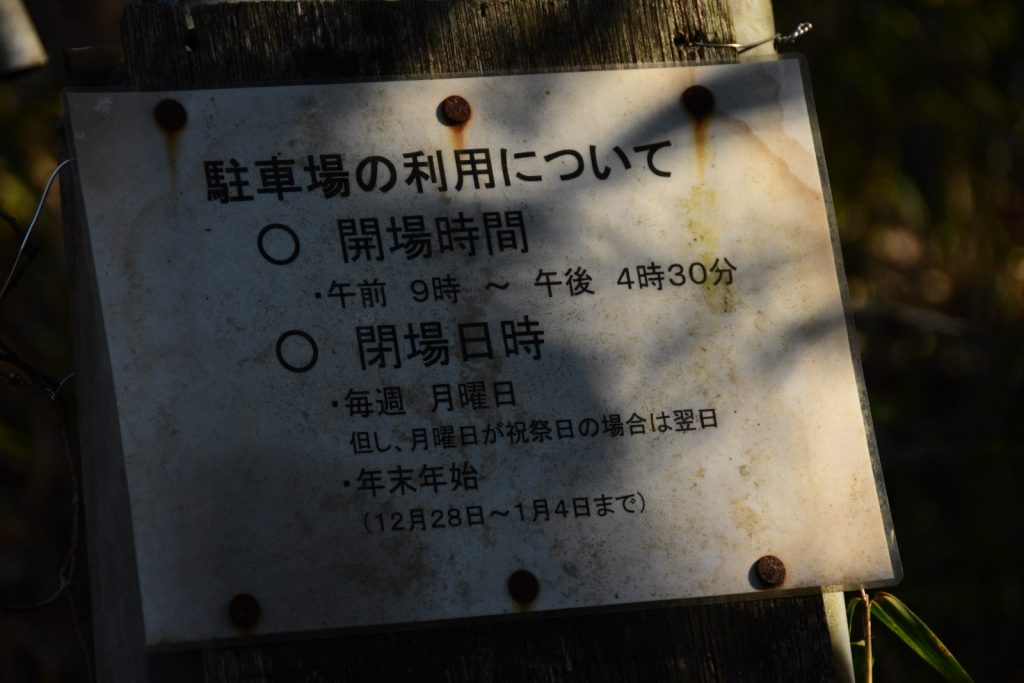 駐車場の利用について
○ 開場時間
・午前 9時 ～ 午後 4時30分
○ 閉場日時
・毎週 月曜日
但し、月曜日が祝祭日の場合は翌日
・年末年始
（12月28日～1月4日まで）